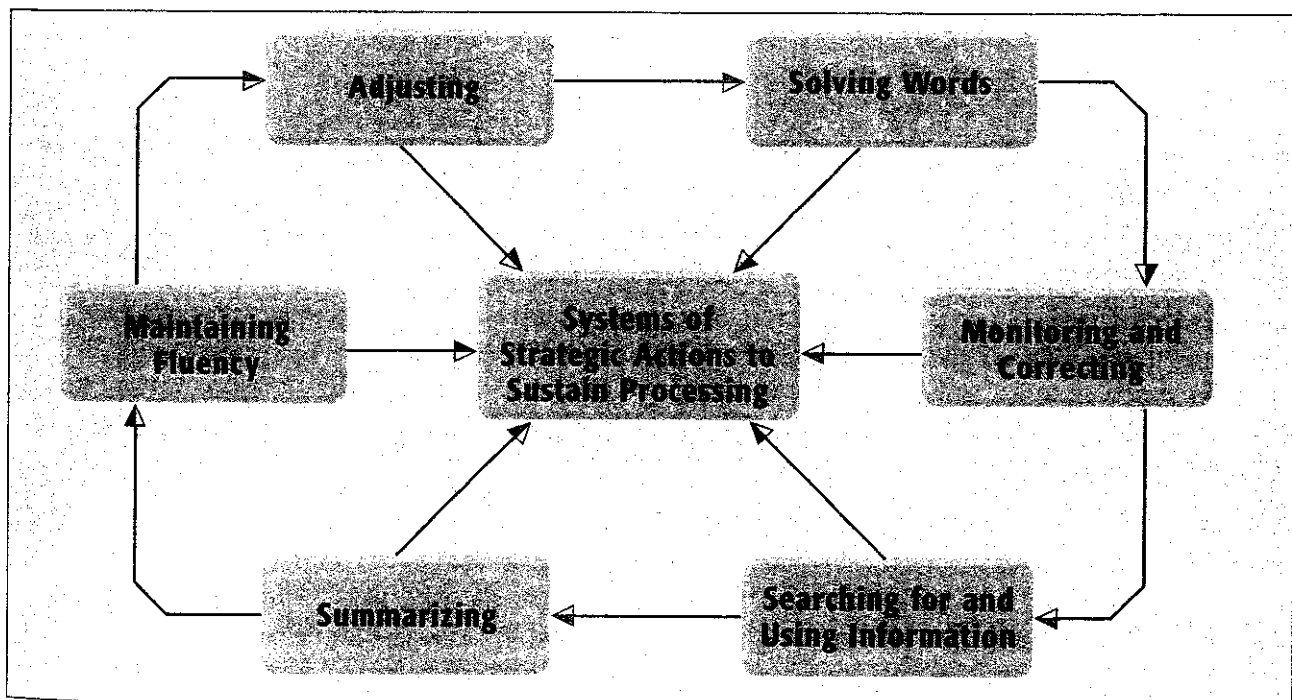 Adjusting
Solving Words
Maintaining
Fluency
Systems of
Strategic Actions to
Sustain Processing
Monitoring and
Correcting
Summarizing
Searching for and
Using Information